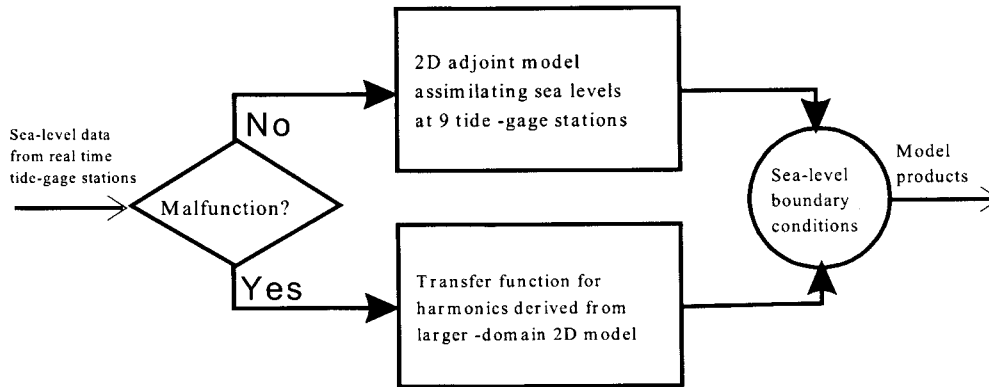 2D adjoint model
assimilating sea levels
at 9 tide -gage stations
No
Sea-level data
from real time
tide-gage stations
Malfunction?
Sea-level
boundary
conditions
Model
products
Yes
Transfer function for
harmonics derived from
larger -domain 2D model